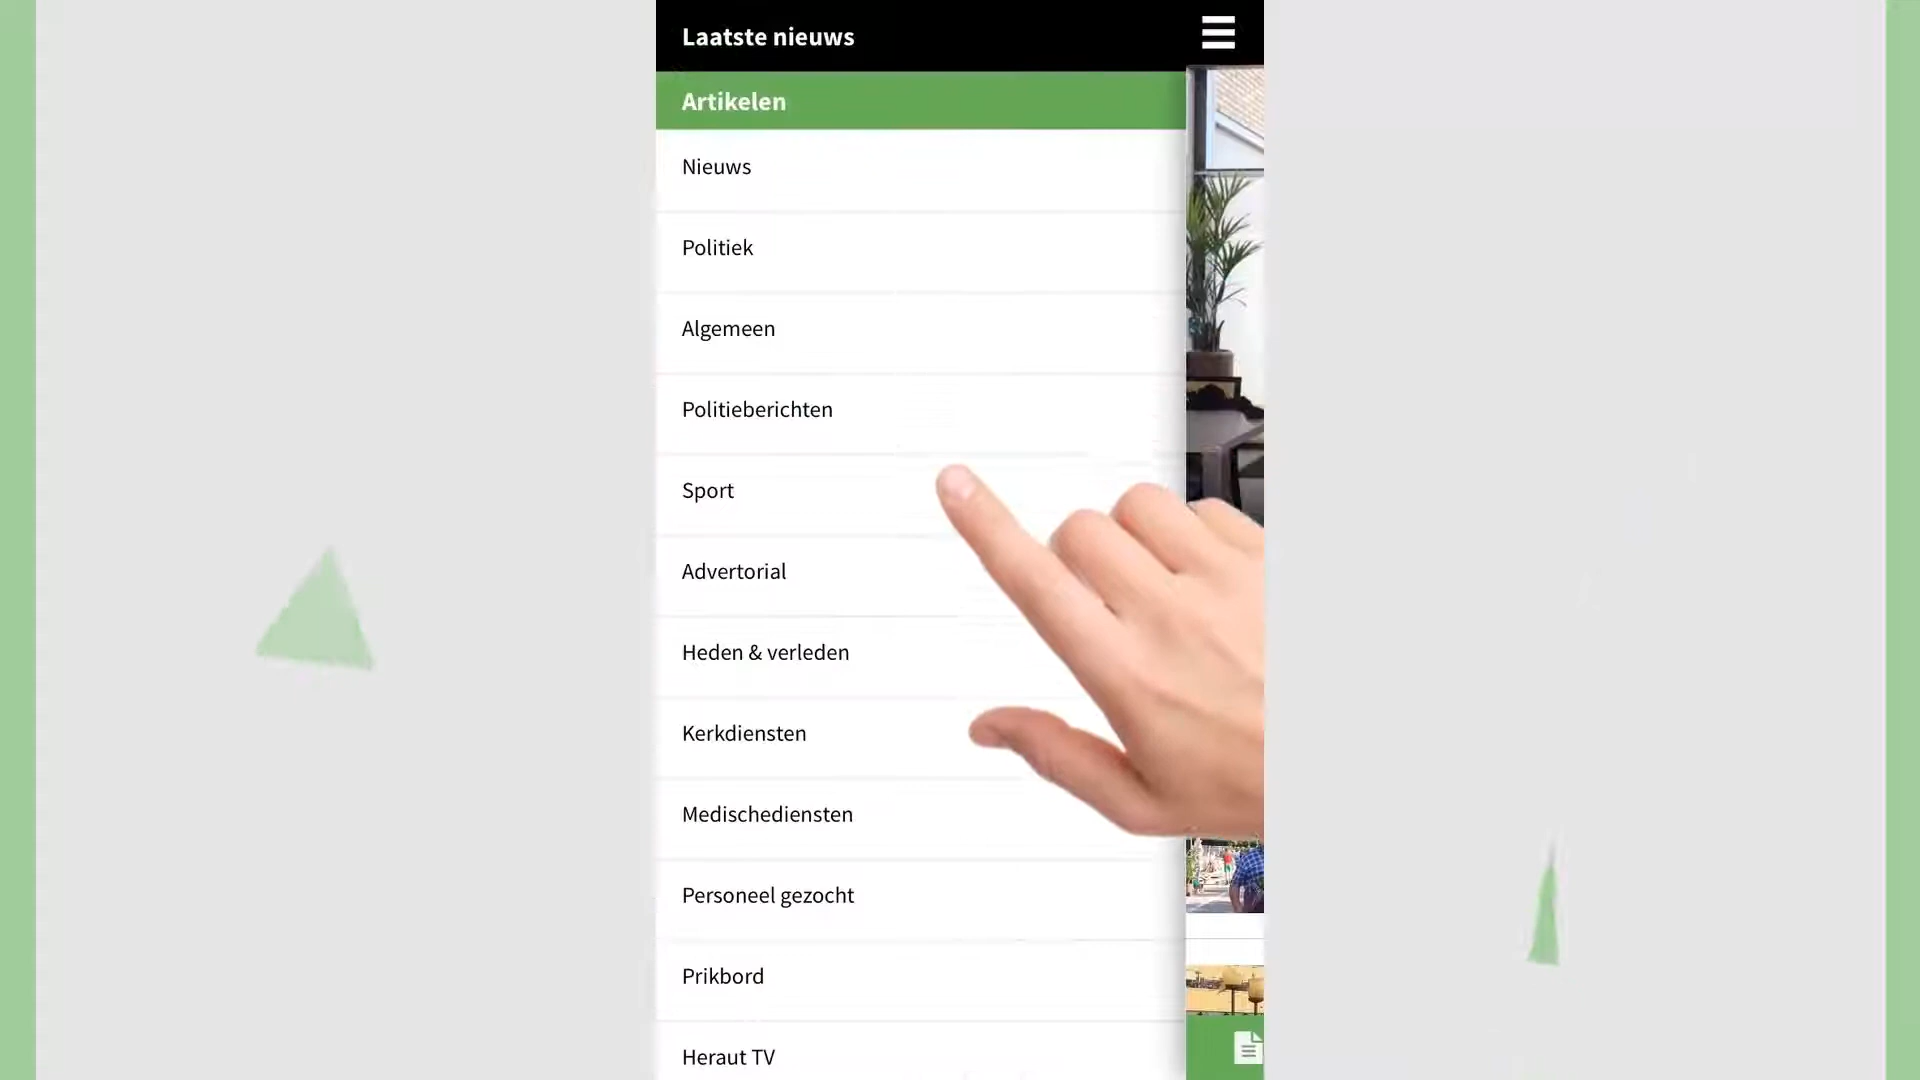 Laatste nieuws
Artikelen
Nieuws
Politiek
Algemeen
Politieberichten
Sport
Advertorial
Heden & verleden
Kerkdiensten
Medischediensten
Personeel gezocht
Prikbord
Heraut TV